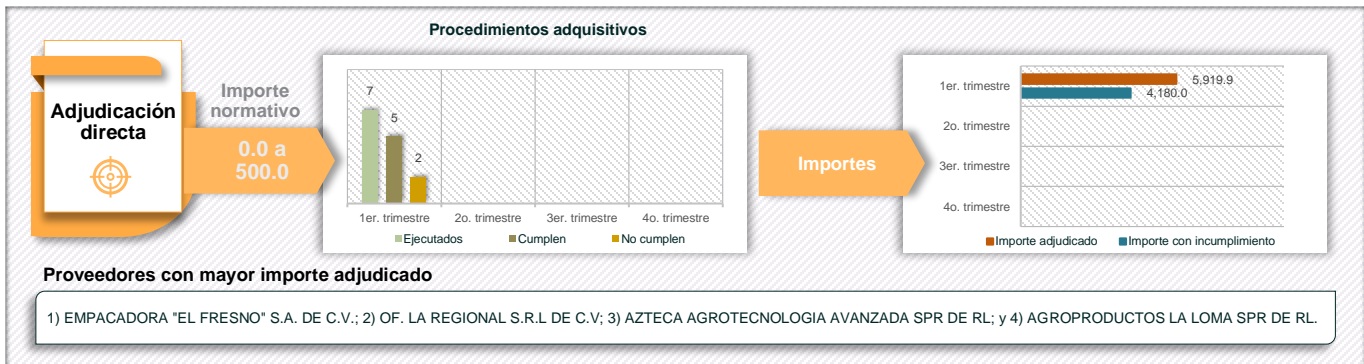 Procedimientos adquisitivos
Adjudicación
directa
Importe
normativo
0.0 a
500.0
7
5
2
1er. trimestre
2o. trimestre
3er. trimestre
4o. trimestre
Ejecutados
Cumplen
No cumplen
Importes
1er. trimestre
5,919.9
4,180.0
2o. trimestre
3er. trimestre
4o. trimestre
Importe adjudicado
Importe con incumplimiento
Proveedores con mayor importe adjudicado
1) EMPACADORA "EL FRESNO" S.A. DE C.V.; 2) OF. LA REGIONAL S.R.L DE C.V; 3) AZTECA AGROTECNOLOGIA AVANZADA SPR DE RL; y 4) AGROPRODUCTOS LA LOMA SPR DE RL.